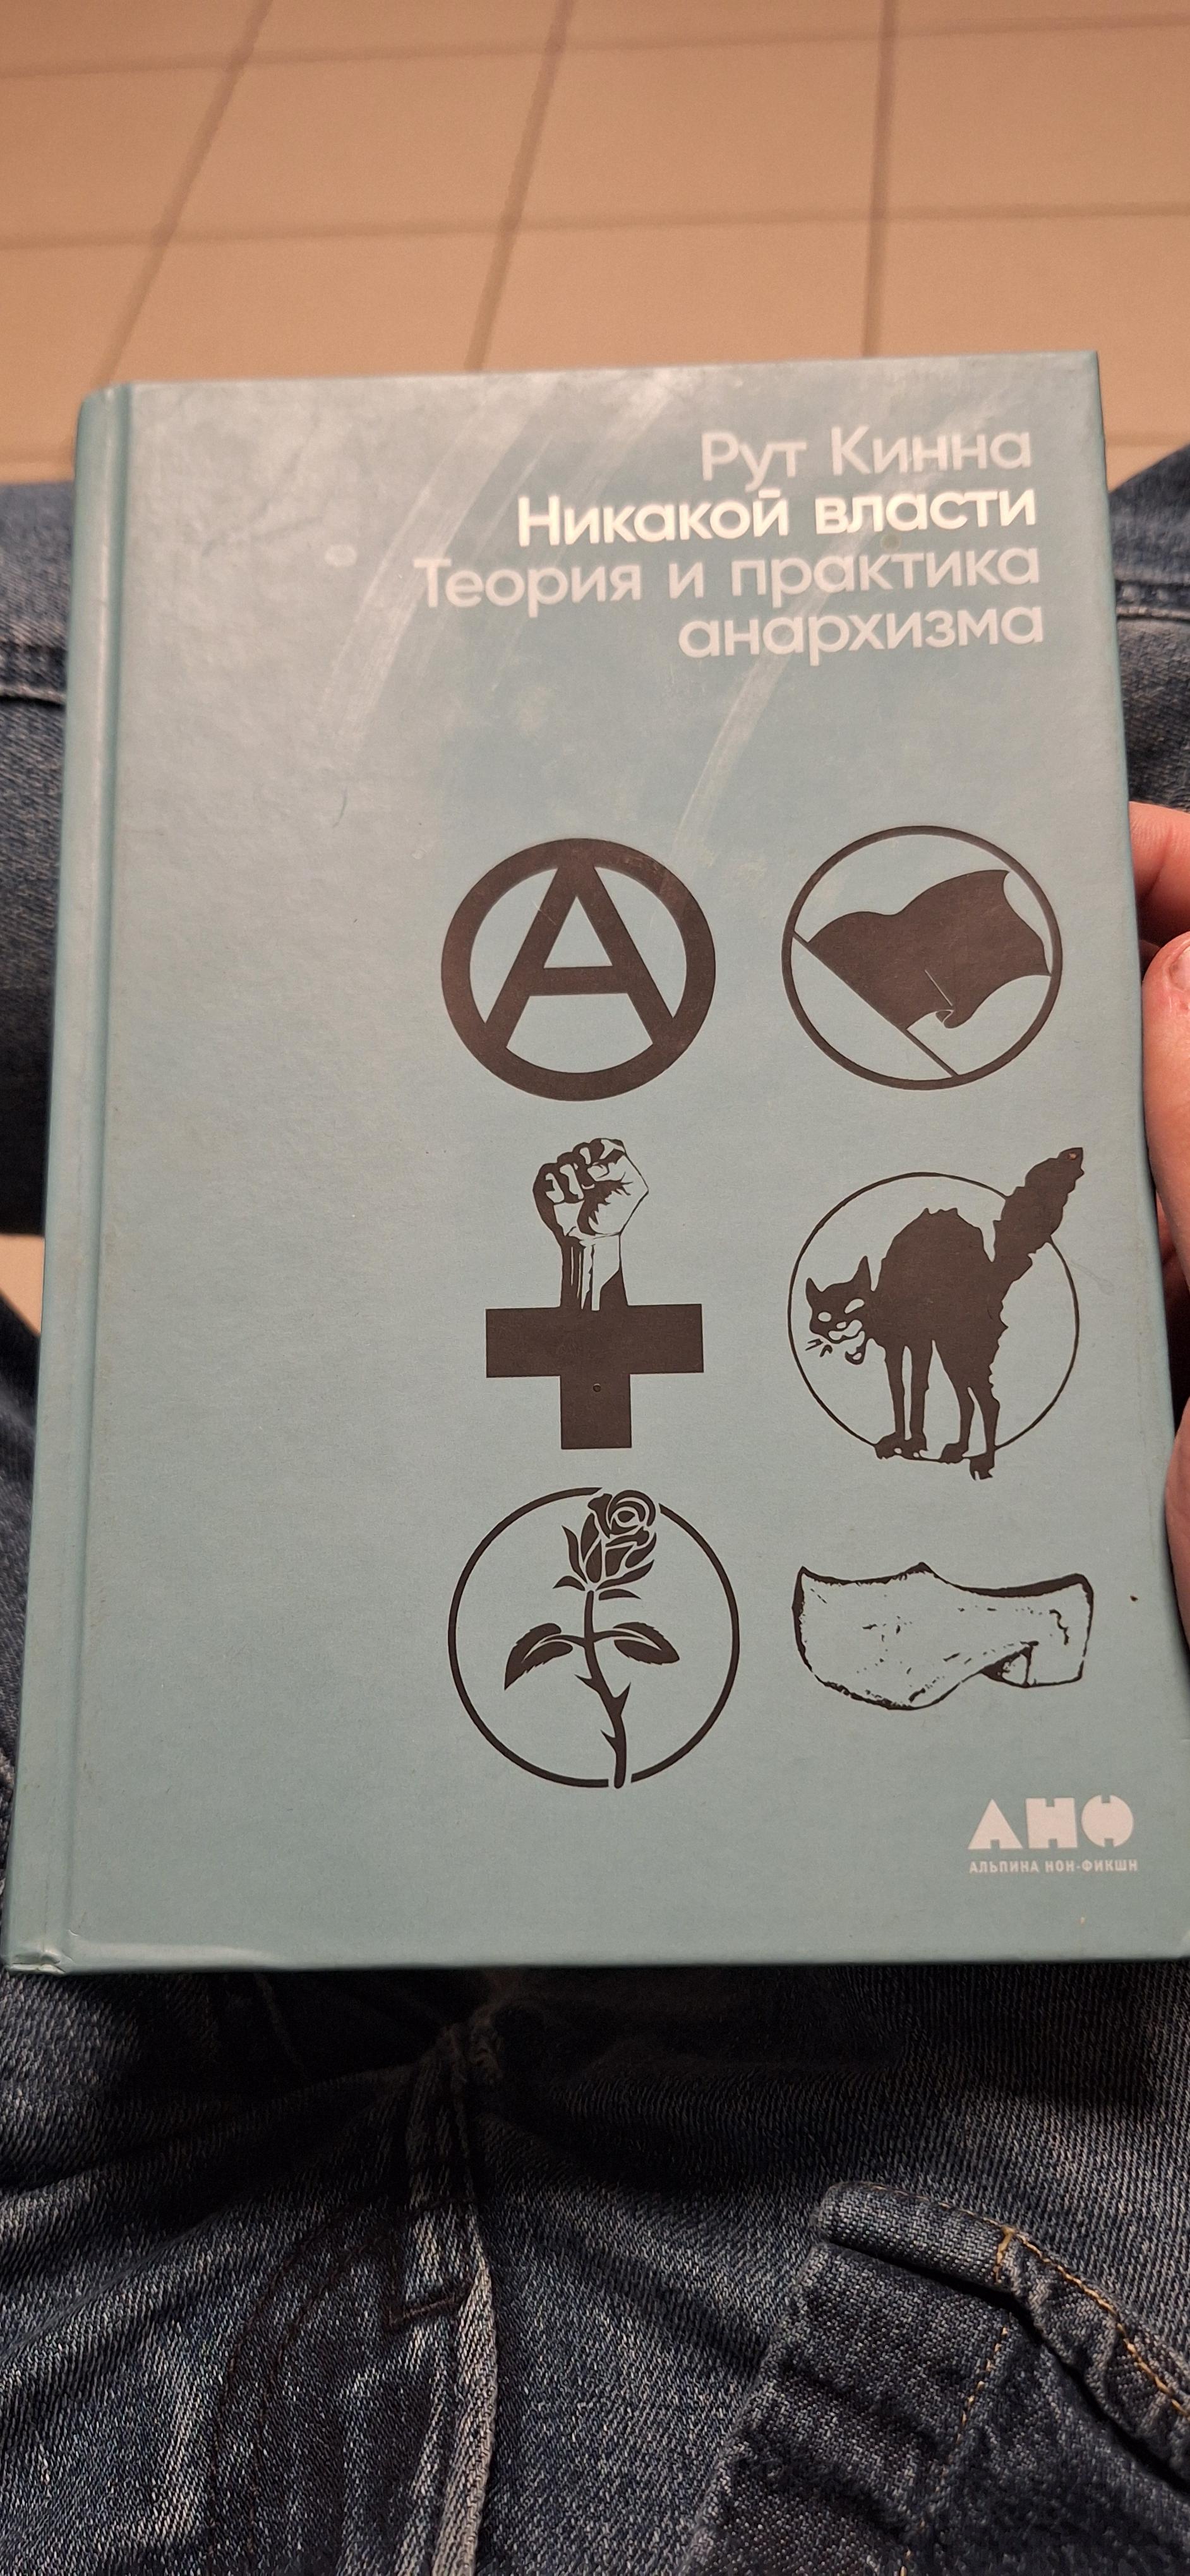 Рут Кинна
Никакой власти
Теория и практика
анархизма
АНФ
АЛЬПИНА НОН-ФИКШН